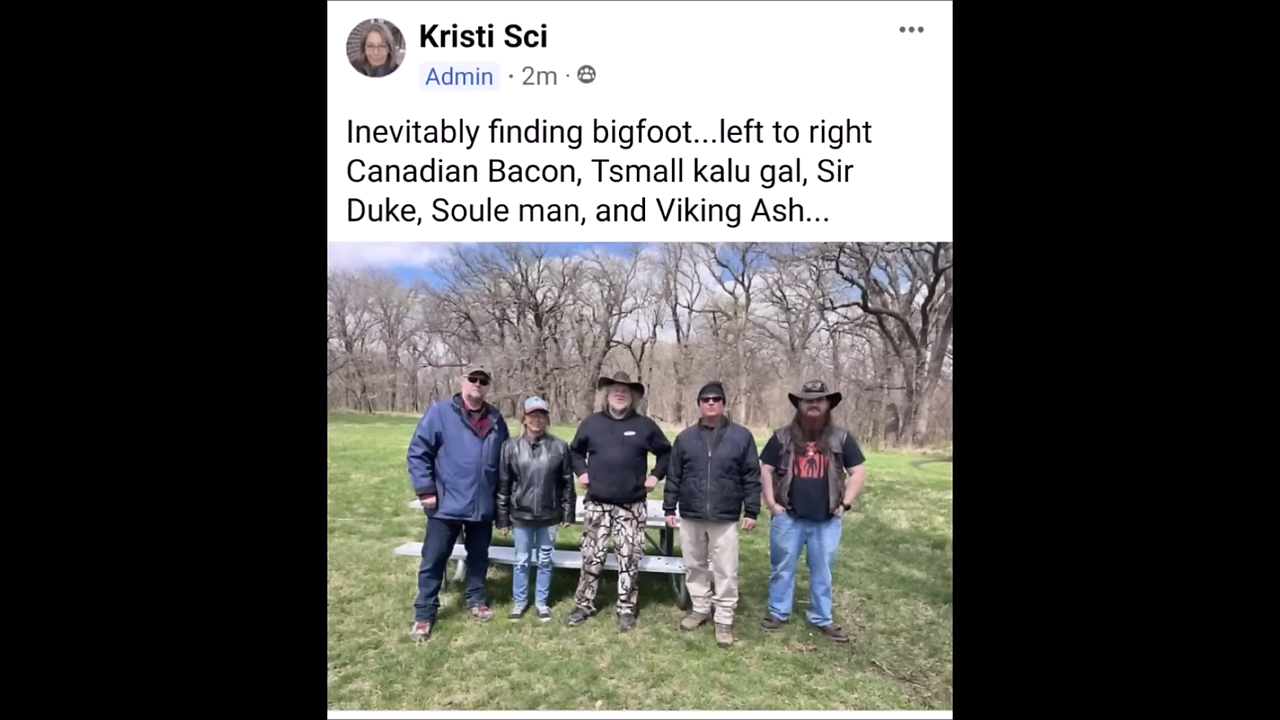 Kristi Sci
Admin · 2m ·
Inevitably finding bigfoot...left to right
Canadian Bacon, Tsmall kalu gal, Sir
Duke, Soule man, and Viking Ash...